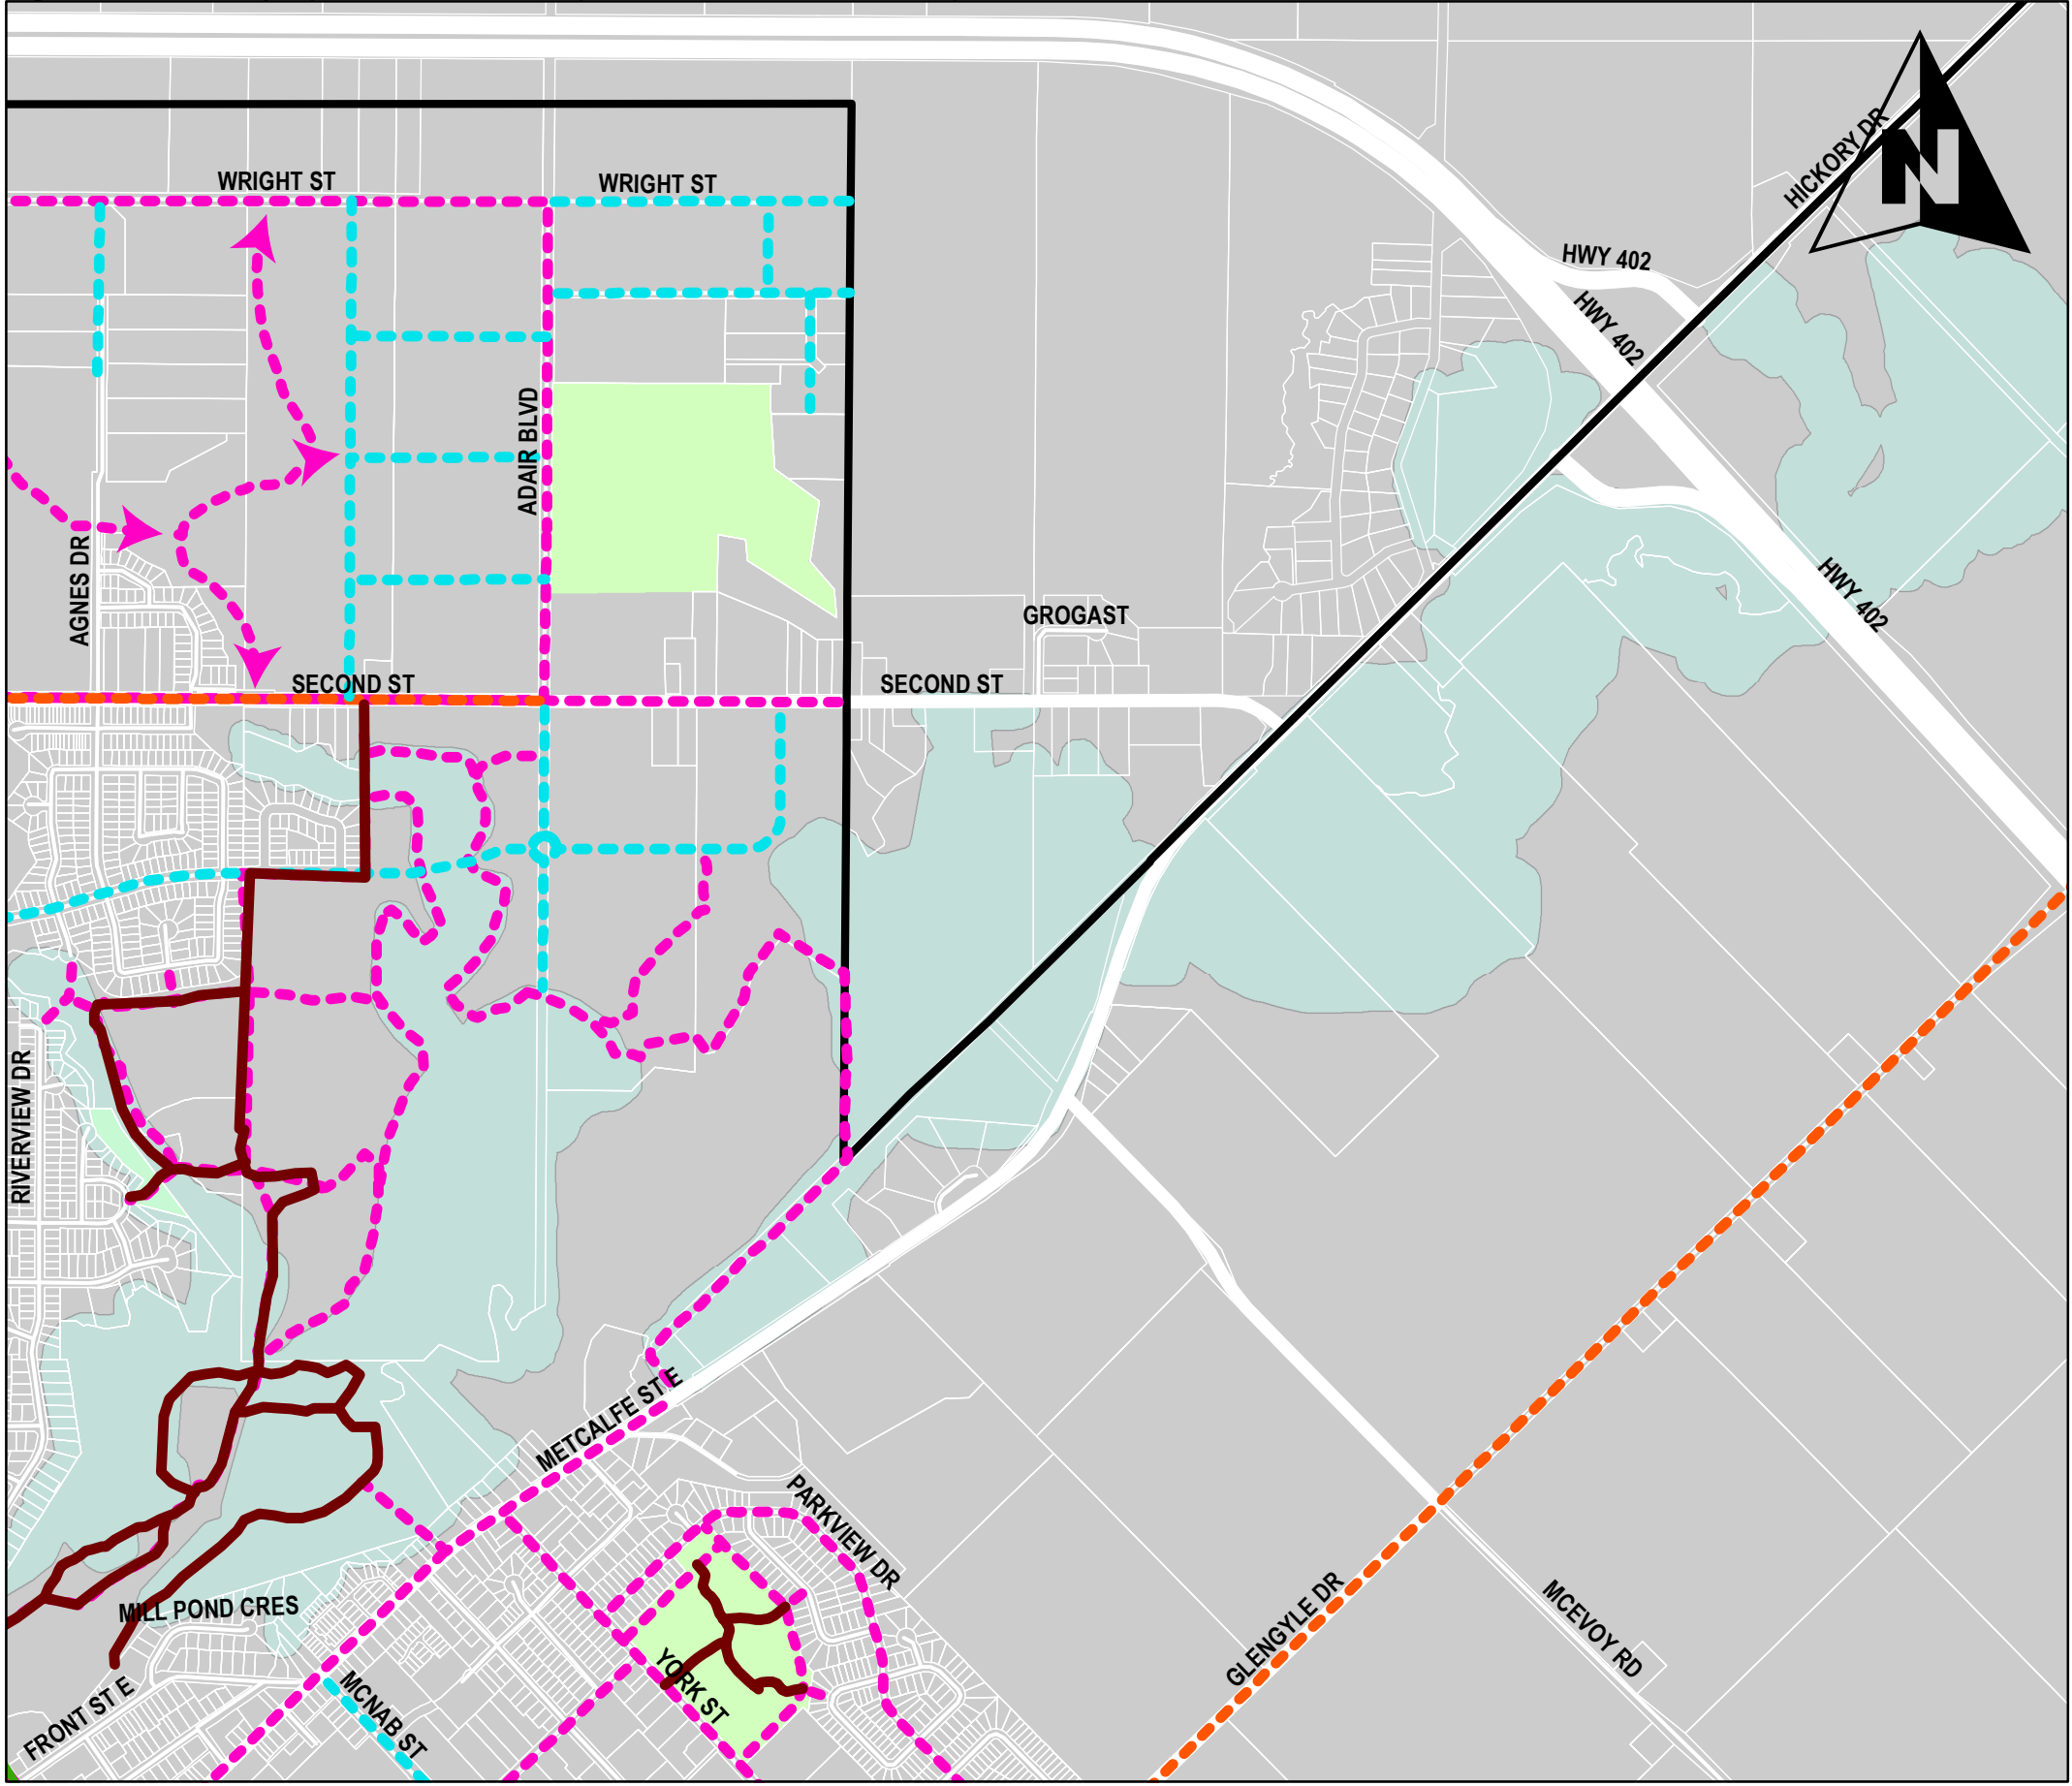 N
HICKORY DR
WRIGHT ST
WRIGHT ST
HWY 402
HWY 402
ADAIR BLVD
AGNES DR
HWY 402
GROGAST
SECOND ST
SECOND ST
RIVERVIEW DR
METCALFE ST E
PARKVIEW DR
MILL POND CRES
GLENGYLE DR
MCEVOY RD
YORK ST
MCNAB ST
FRONT ST E